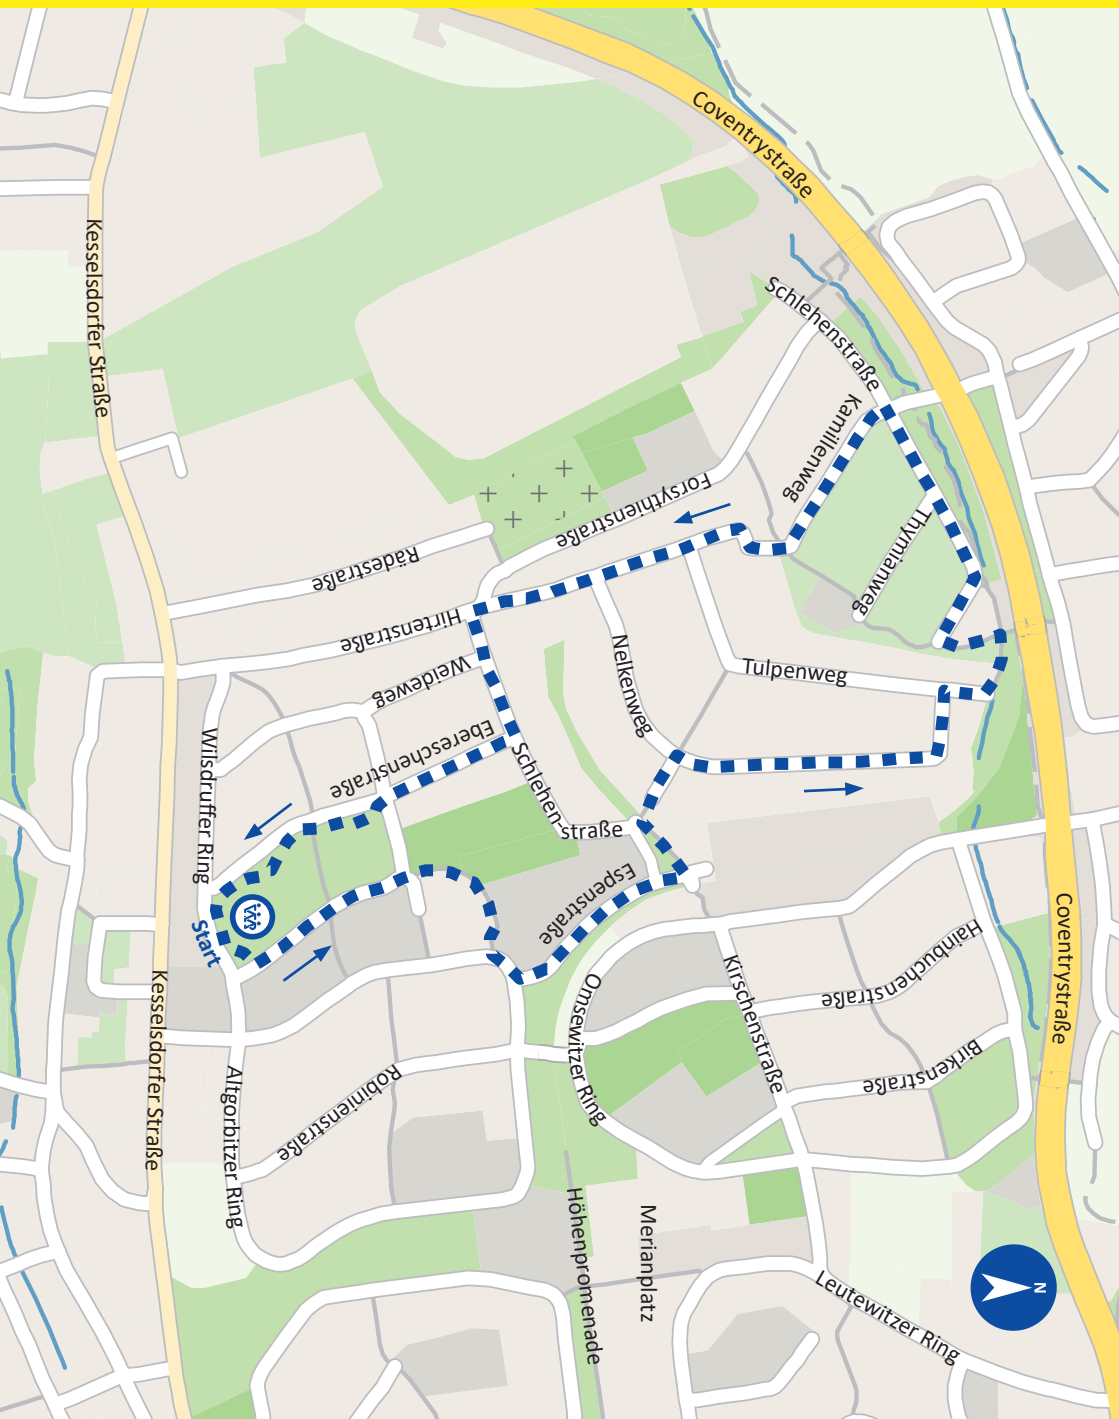 Coventrystraße
Kesselsdorfer Straße
Schlehenstraße
Kamillenweg
Forsythienstraße
Thymianweg
Rädestraße
Hirtenstraße
Nelkenweg
Weideweg
Tulpenweg
Ebereschenstraße
Wilsdruffer Ring
Schlehen-
straße
Espenstraße
Start
Coventrystraße
Hainbuchenstraße
Kirschenstraße
Omsewitzer Ring
Kesselsdorfer Straße
Birkenstraße
Altgorbitzer Ring
Robinienstraße
Höhenpromenade
Merianplatz
Leutewitzer Ring
N